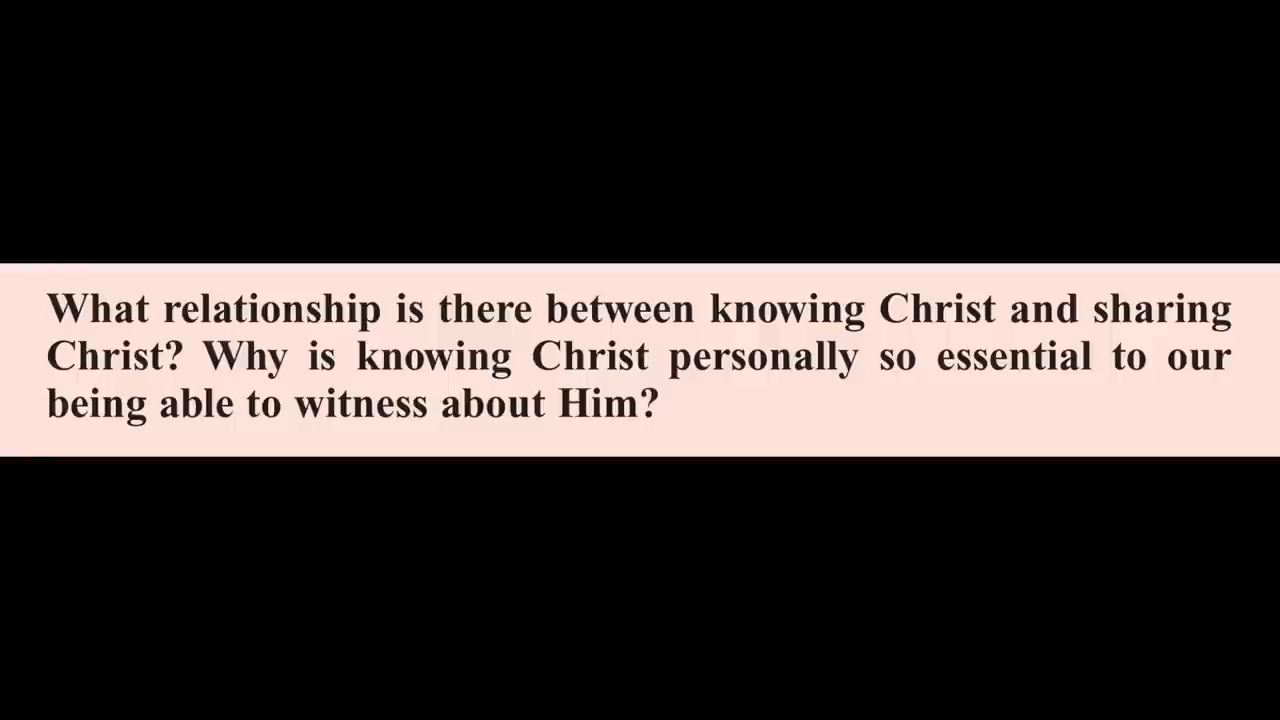 What relationship is there between knowing Christ and sharing
Christ? Why is knowing Christ personally so essential to our
being able to witness about Him?